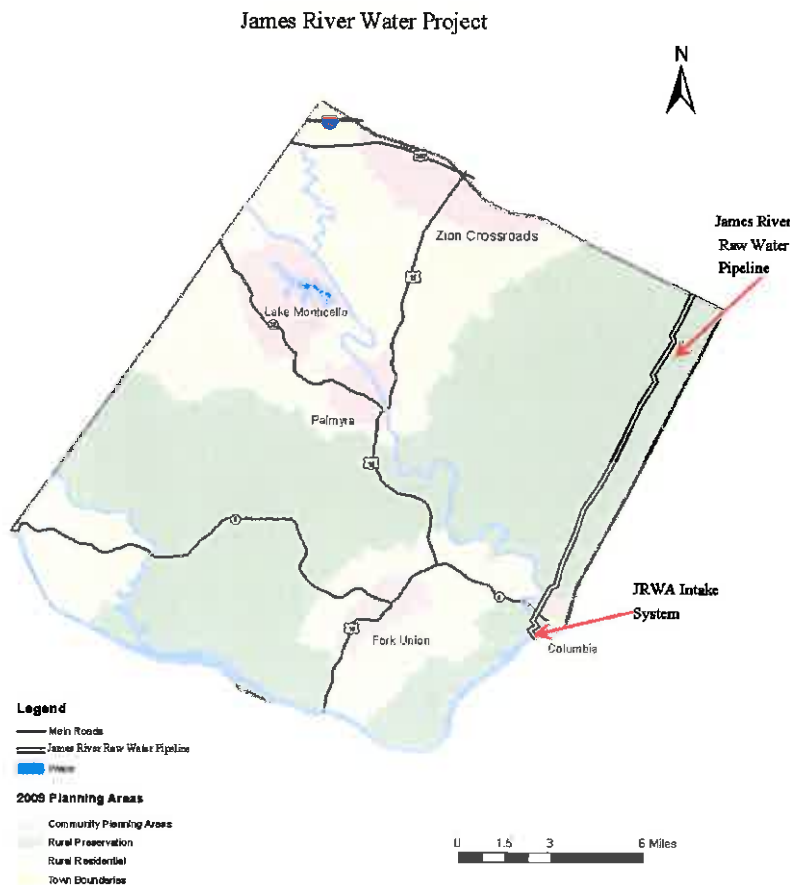 James River Water Project
N
James River
Raw Water
Pipeline
Zion Crossroads
Lake Monticello
Palmyra
6
6
JRWA Intake
System
Fork Union
Columbia
Legend
Main Roads
James River Raw Water Pipeline
Water
2009 Planning Areas
Community Planning Areas
Rural Preservation
Rural Residential
Town Boundaries
0 1.5 3 6 Miles